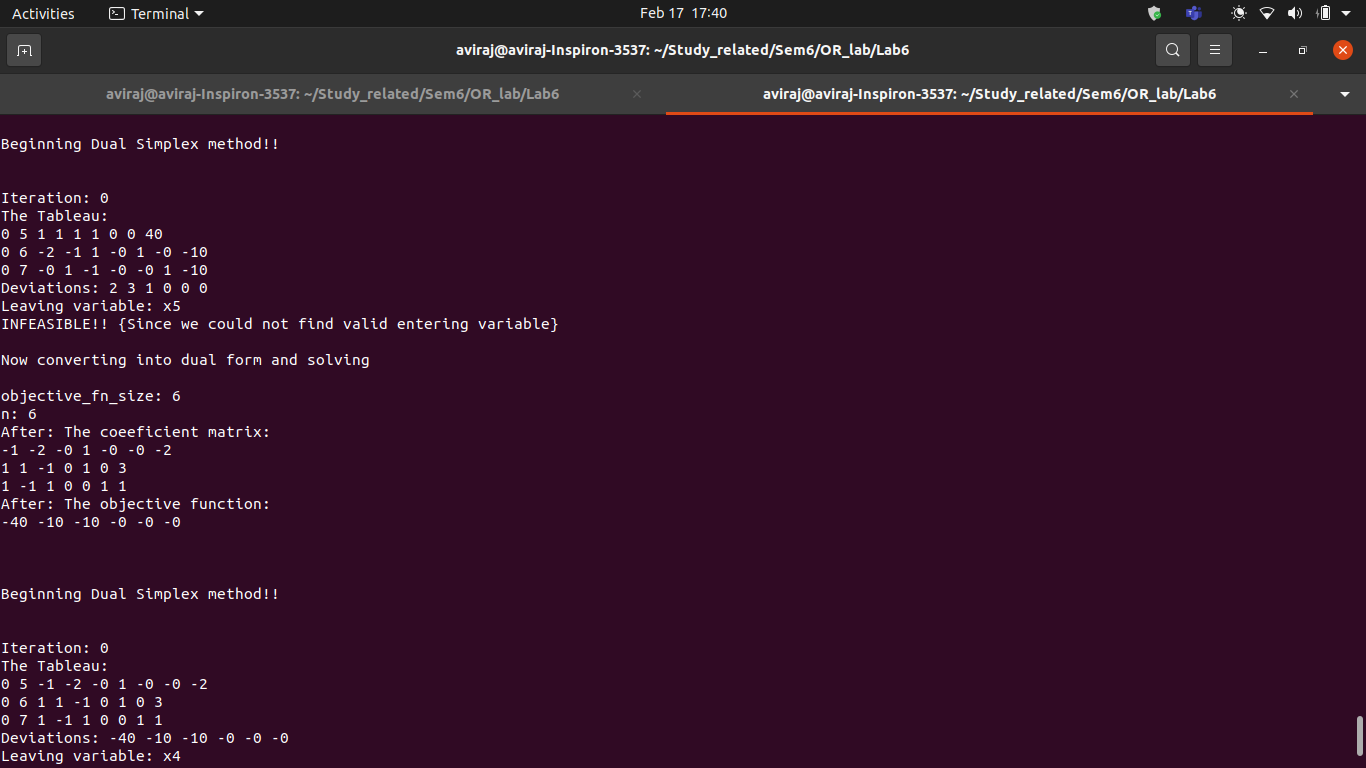 Activities Terminal Feb 17 17:40
aviraj@aviraj-Inspiron-3537: ~/Study_related/Sem6/OR_lab/Lab6
aviraj@aviraj-Inspiron-3537: ~/Study_related/Sem6/OR_lab/Lab6 aviraj@aviraj-Inspiron-3537: ~/Study_related/Sem6/OR_lab/Lab6
Beginning Dual Simplex method!!
Iteration: 0
The Tableau:
0 5 1 1 1 1 0 0 40
0 6 -2 -1 1 -0 1 -0 -10
0 7 -0 1 -1 -0 -0 1 -10
Deviations: 2 3 1 0 0 0
Leaving variable: x5
INFEASIBLE!! {Since we could not find valid entering variable}
Now converting into dual form and solving
objective_fn_size: 6
n: 6
After: The coeeficient matrix:
-1 -2 -0 1 -0 -0 -2
1 1 -1 0 1 0 3
1 -1 1 0 0 1 1
After: The objective function:
-40 -10 -10 -0 -0 -0
Beginning Dual Simplex method!!
Iteration: 0
The Tableau:
0 5 -1 -2 -0 1 -0 -0 -2
0 6 1 1 -1 0 1 0 3
0 7 1 -1 1 0 0 1 1
Deviations: -40 -10 -10 -0 -0 -0
Leaving variable: x4